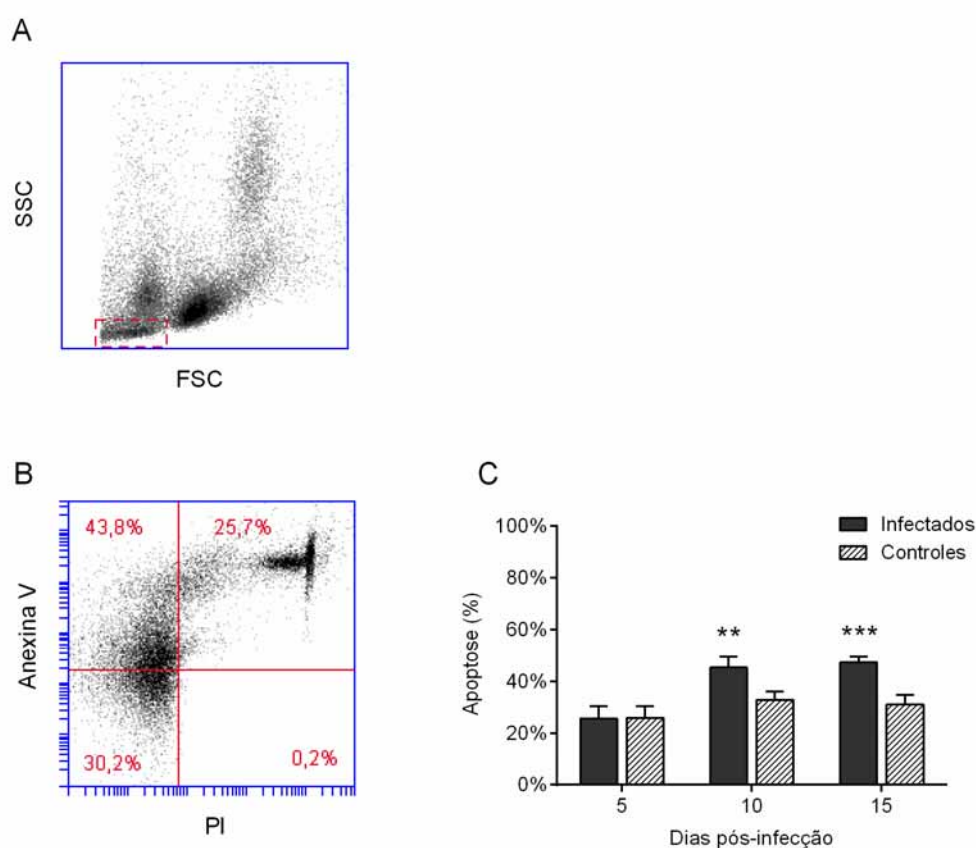 A
SSC
FSC
B
43,8%
25,7%
Anexina V
30,2%
0,2%
PI
C
Infectados
Controles
100%
80%
60%
40%
20%
0%
Apoptose (%)
**
***
5
10
15
Dias pós-infecção